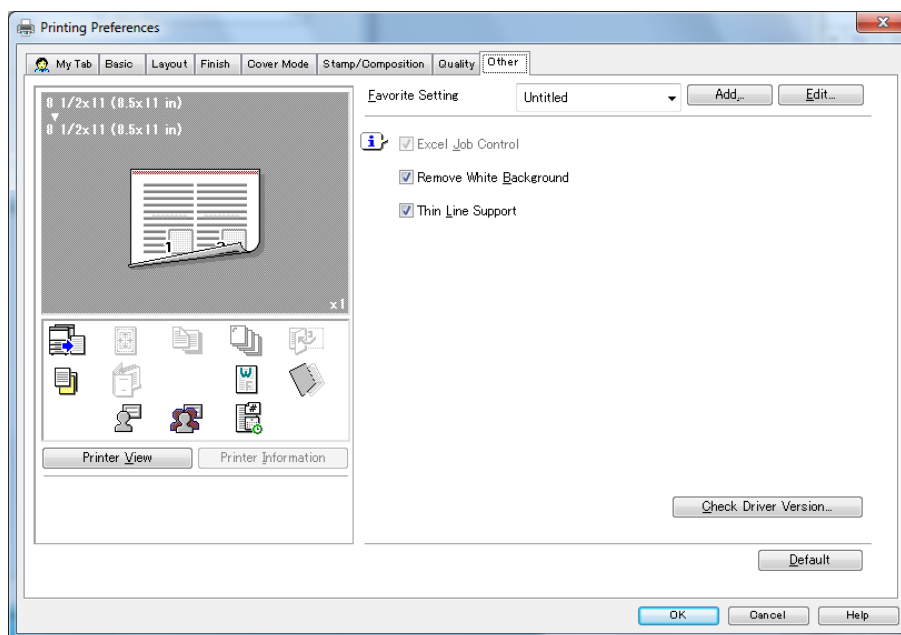 Printing Preferences
My Tab Basic Layout Finish Cover Mode Stamp/Composition Quality Other
8 1/2x11 (8.5x11 in)
8 1/2x11 (8.5x11 in)
1 2
x1
Printer View Printer Information
Favorite Setting Untitled Add... Edit...
Excel Job Control
Remove White Background
Thin Line Support
Check Driver Version...
Default
OK Cancel Help